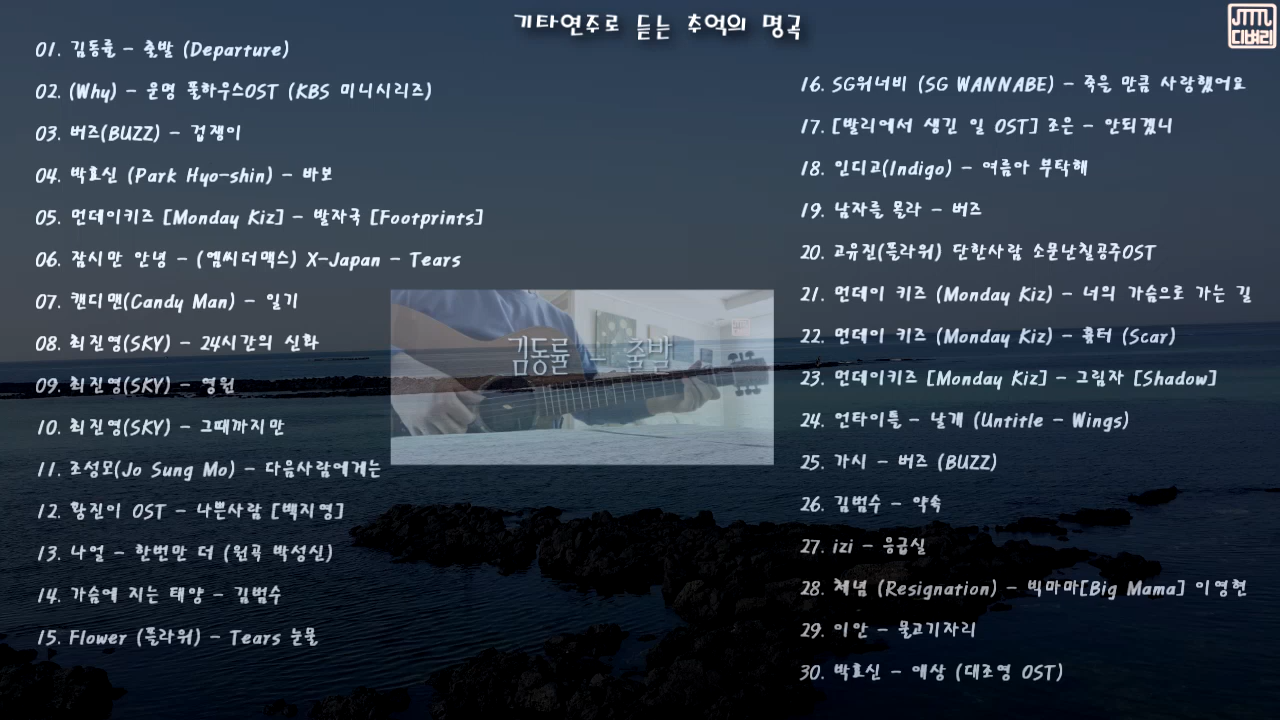 기타연주로 듣는 추억의 명곡
디벼리
01. 김동률 - 출발 (Departure)
02. (Why) - 운명 풀하우스OST (KBS 미니시리즈)
03. 버즈(BUZZ) - 겁쟁이
04. 박효신 (Park Hyo-shin) - 바보
05. 먼데이키즈 [Monday Kiz] - 발자국 [Footprints]
06. 잠시만 안녕 - (엠씨더맥스) X-Japan - Tears
07. 캔디맨(Candy Man) - 일기
08. 최진영(SKY) - 24시간의 신화
09. 최진영(SKY) - 영원
10. 최진영(SKY) - 그때까지만
11. 조성모(Jo Sung Mo) - 다음사람에게는
12. 황진이 OST - 나쁜사람 [백지영]
13. 나얼 - 한번만 더 (원곡 박성신)
14. 가슴에 지는 태양 - 김범수
15. Flower (플라워) - Tears 눈물
김동률 - 출발
16. SG워너비 (SG WANNABE) - 죽을 만큼 사랑했어요
17. [발리에서 생긴 일 OST] 조은 - 안되겠니
18. 인디고(Indigo) - 여름아 부탁해
19. 남자를 몰라 - 버즈
20. 고유진(플라워) 단한사람 소문난칠공주OST
21. 먼데이 키즈 (Monday Kiz) - 너의 가슴으로 가는 길
22. 먼데이 키즈 (Monday Kiz) - 흉터 (Scar)
23. 먼데이키즈 [Monday Kiz] - 그림자 [Shadow]
24. 언타이틀 - 날개 (Untitle - Wings)
25. 가시 - 버즈 (BUZZ)
26. 김범수 - 약속
27. izi - 응급실
28. 체념 (Resignation) - 빅마마[Big Mama] 이영현
29. 이안 - 물고기자리
30. 박효신 - 애상 (대조영 OST)